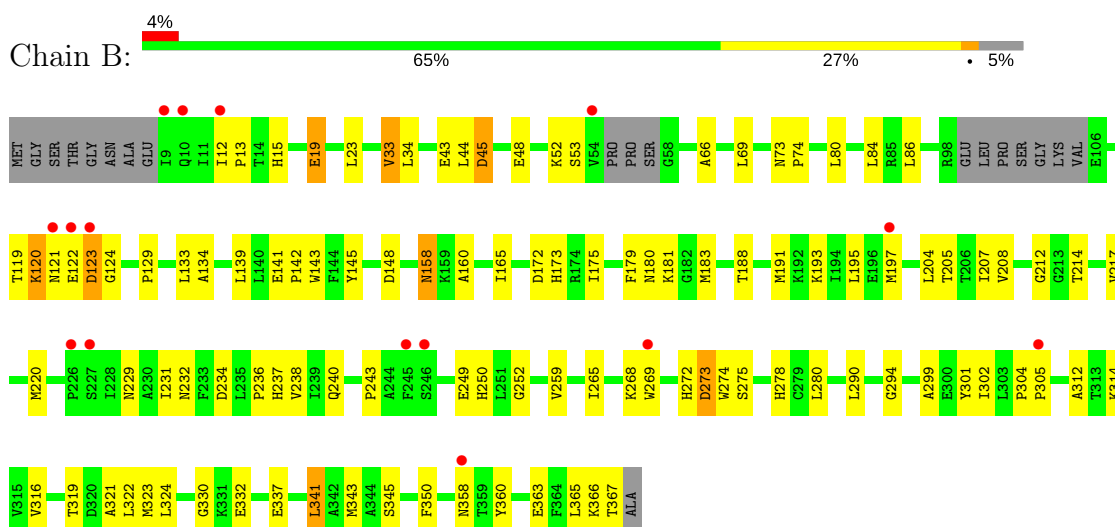 4%
Chain B:
65% 27% • 5%
MET GLY SER THR GLY ASN ALA GLU I9 Q10 I11 I12 P13 T14 H15 E19 L23 V33 L34 E43 L44 D45 E48 K52 S53 V54 PRO PRO SER G58 A66 L69 N73 P74 L80 L84 R85 L86 R98 GLU LEU PRO SER GLY LYS VAL E106
T119 K120 N121 E122 D123 G124 P129 L133 A134 L139 L140 E141 P142 W143 F144 Y145 D148 N158 K159 A160 I165 D172 H173 R174 I175 F179 N180 K181 G182 M183 T188 M191 K192 K193 I194 L195 E196 M197 L204 T205 T206 I207 V208 G212 G213 T214 V217
M220 P226 S227 I228 N229 A230 I231 N232 F233 D234 L235 P236 H237 V238 I239 Q240 P243 A244 F245 S246 E249 H250 L251 G252 V259 I265 K268 W269 H272 D273 W274 S275 H278 C279 L280 L290 G294 A299 E300 Y301 I302 L303 P304 P305 A312 T313 K314
V315 V316 T319 D320 A321 L322 M323 L324 G330 K331 E332 E337 L341 A342 M343 A344 S345 F350 N358 T359 Y360 E363 F364 L365 K366 T367 ALA